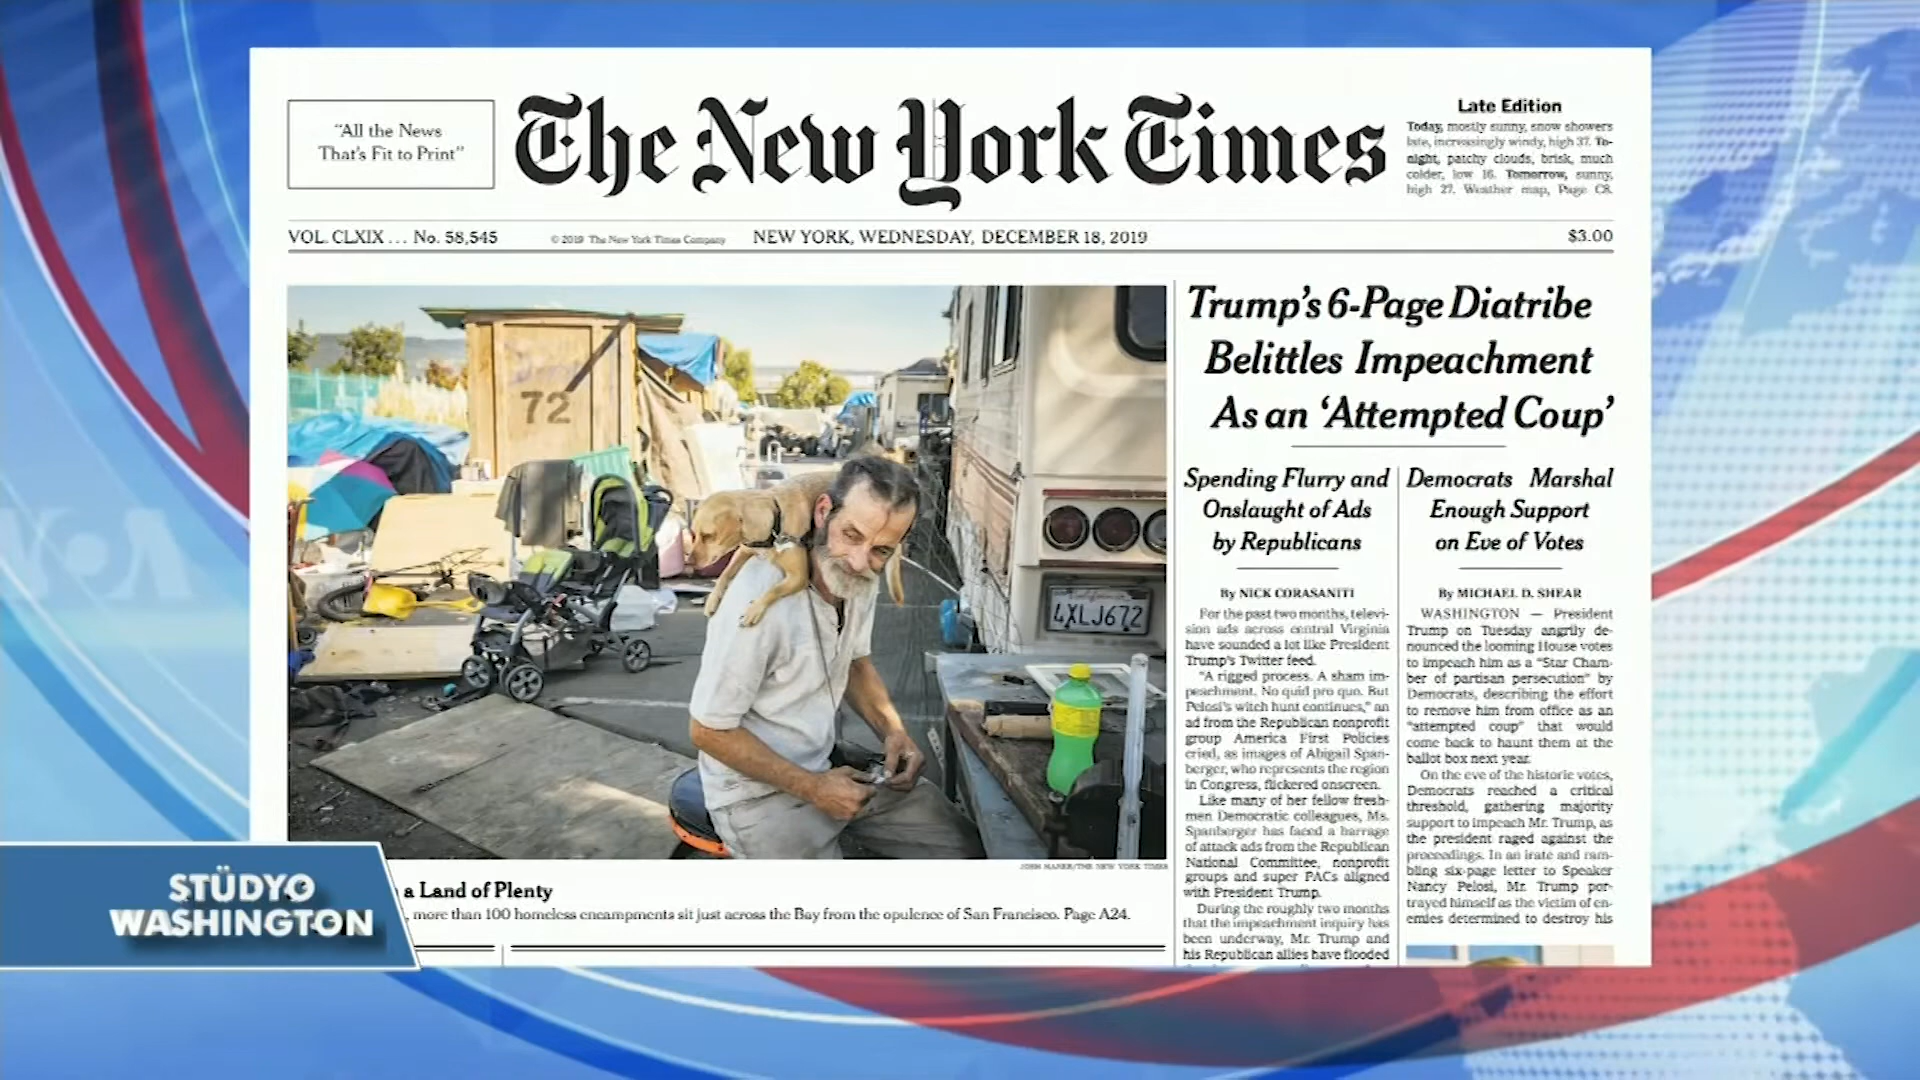 "All the News
That's Fit to Print"
The New York Times
Late Edition
Today, mostly sunny, snow showers
late, increasingly windy, high 37. To-
night, patchy clouds, brisk, much
colder, low 16. Tomorrow, sunny,
high 27. Weather map, Page C8.
VOL. CLXIX . . . No. 58,545
© 2019 The New York Times Company
NEW YORK, WEDNESDAY, DECEMBER 18, 2019
$3.00
72
4XLJ672
JOHN /THE NEW YORK TIMES
a Land of Plenty
, more than 100 homeless encampments sit just across the Bay from the opulence of San Francisco. Page A24.
Trump's 6-Page Diatribe
Belittles Impeachment
As an 'Attempted Coup'
Spending Flurry and
Onslaught of Ads
by Republicans
By NICK CORASANITI
For the past two months, televi-
sion ads across central Virginia
have sounded a lot like President
Trump's Twitter feed.
"A rigged process. A sham im-
peachment. No quid pro quo. But
Pelosi's witch hunt continues," an
ad from the Republican nonprofit
group America First Policies
cried, as images of Abigail Span-
berger, who represents the region
in Congress, flickered onscreen.
Like many of her fellow fresh-
men Democratic colleagues, Ms.
Spanberger has faced a barrage
of attack ads from the Republican
National Committee, nonprofit
groups and super PACs aligned
with President Trump.
During the roughly two months
that the impeachment inquiry has
been underway, Mr. Trump and
his Republican allies have flooded
Democrats Marshal
Enough Support
on Eve of Votes
By MICHAEL D. SHEAR
WASHINGTON — President
Trump on Tuesday angrily de-
nounced the looming House votes
to impeach him as a "Star Cham-
ber of partisan persecution" by
Democrats, describing the effort
to remove him from office as an
"attempted coup" that would
come back to haunt them at the
ballot box next year.
On the eve of the historic votes,
Democrats reached a critical
threshold, gathering majority
support to impeach Mr. Trump, as
the president raged against the
proceedings. In an irate and ram-
bling six-page letter to Speaker
Nancy Pelosi, Mr. Trump por-
trayed himself as the victim of en-
emies determined to destroy his
VOA
STÜDYO
WASHINGTON